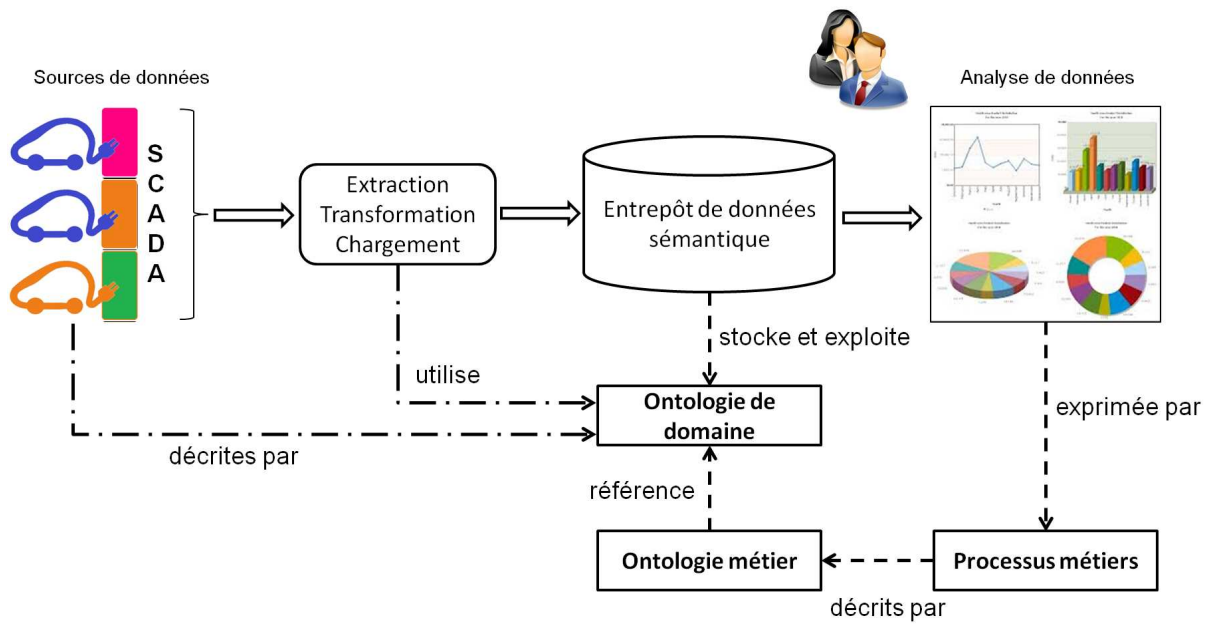 Sources de données
Analyse de données
SCADA
Extraction
Transformation
Chargement
Entrepôt de données
sémantique
stocke et exploite
utilise
exprimée par
Ontologie de
domaine
décrites par
référence
Ontologie métier
Processus métiers
décrits par